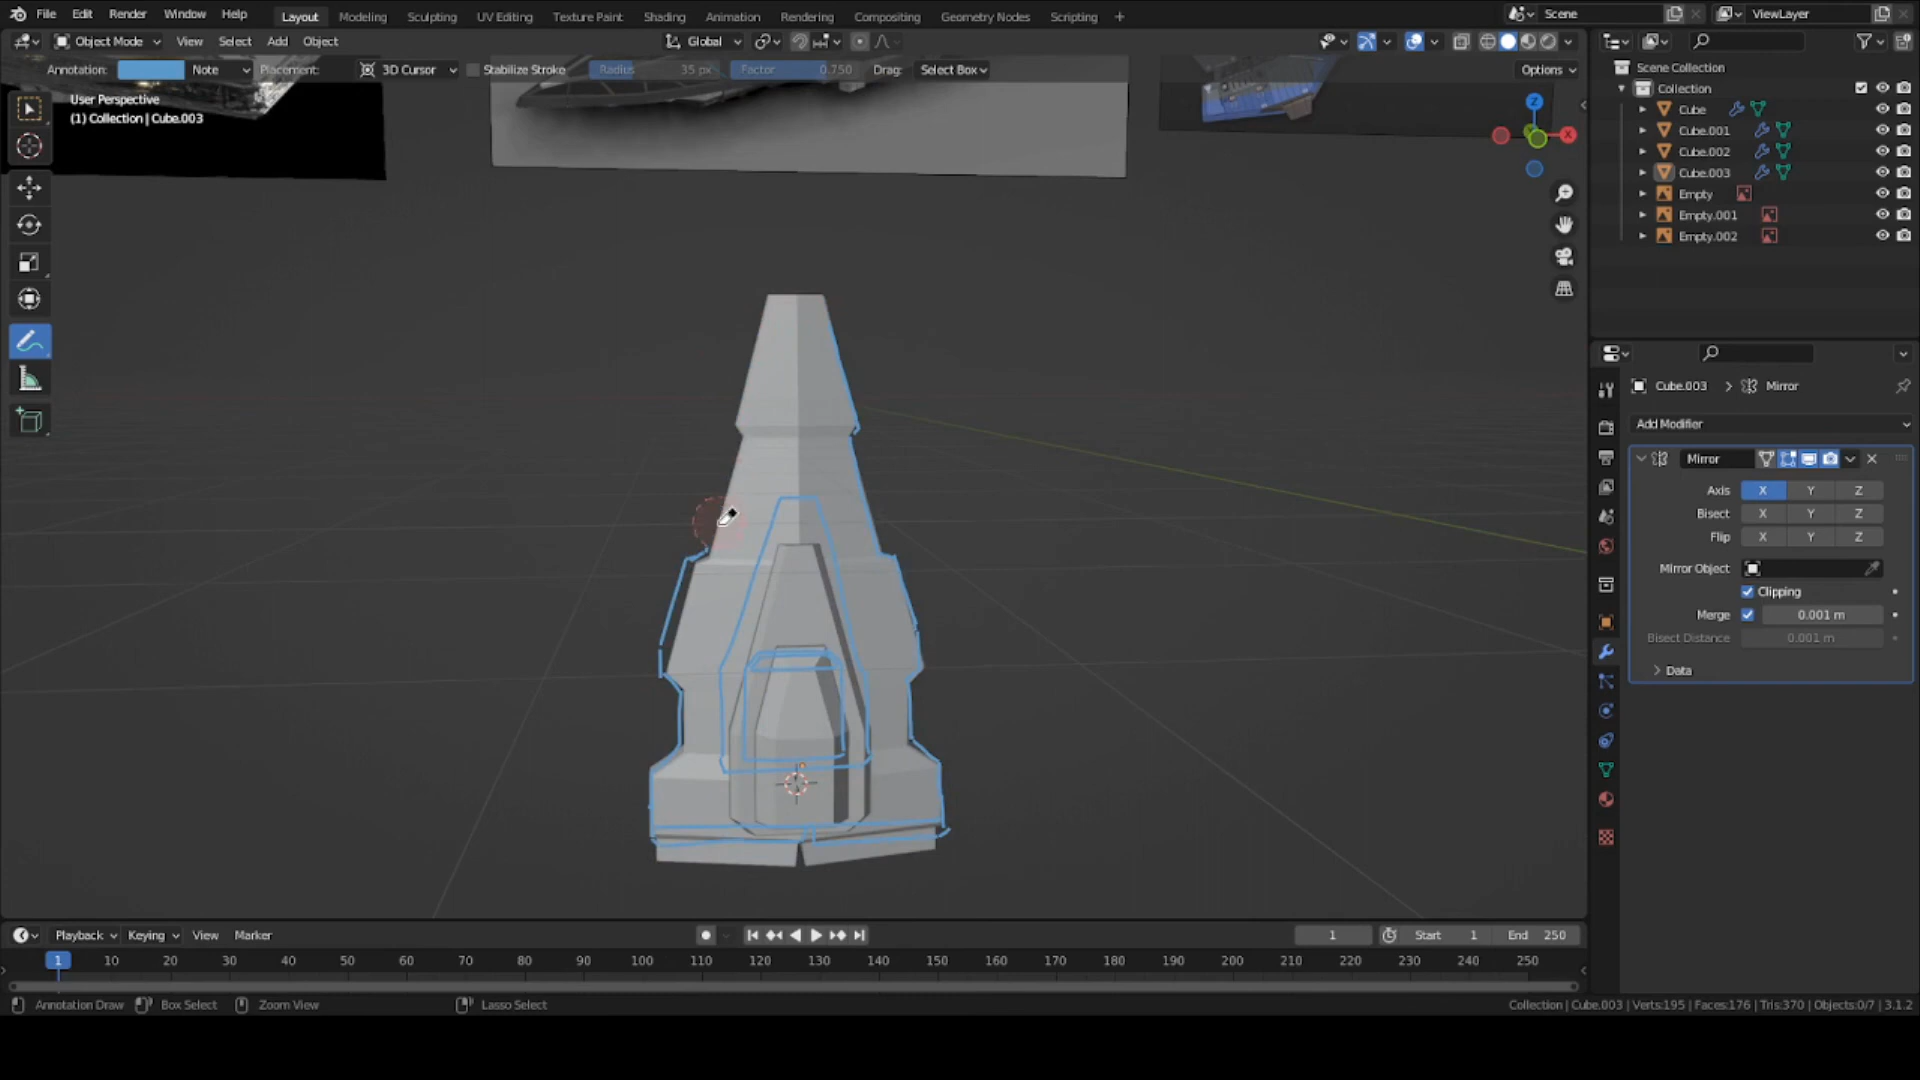 File Edit Render Window Help Layout Modeling Sculpting UV Editing Texture Paint Shading Animation Rendering Compositing Geometry Nodes Scripting + Scene ViewLayer
Object Mode View Select Add Object Global
Annotation: Note Placement: 3D Cursor Stabilize Stroke Radius 35 px Factor 0.750 Drag: Select Box Options
User Perspective
(1) Collection | Cube.003
Z
X
Scene Collection
Collection
Cube
Cube.001
Cube.002
Cube.003
Empty
Empty.001
Empty.002
Cube.003 > Mirror
Add Modifier
Mirror
Axis X Y Z
Bisect X Y Z
Flip X Y Z
Mirror Object
Clipping
Merge 0.001 m
Bisect Distance 0.001 m
Data
Playback Keying View Marker 1 Start 1 End 250
1 10 20 30 40 50 60 70 80 90 100 110 120 130 140 150 160 170 180 190 200 210 220 230 240 250
Annotation Draw Box Select Zoom View Lasso Select Collection | Cube.003 | Verts:195 | Faces:176 | Tris:370 | Objects:0/7 | 3.1.2